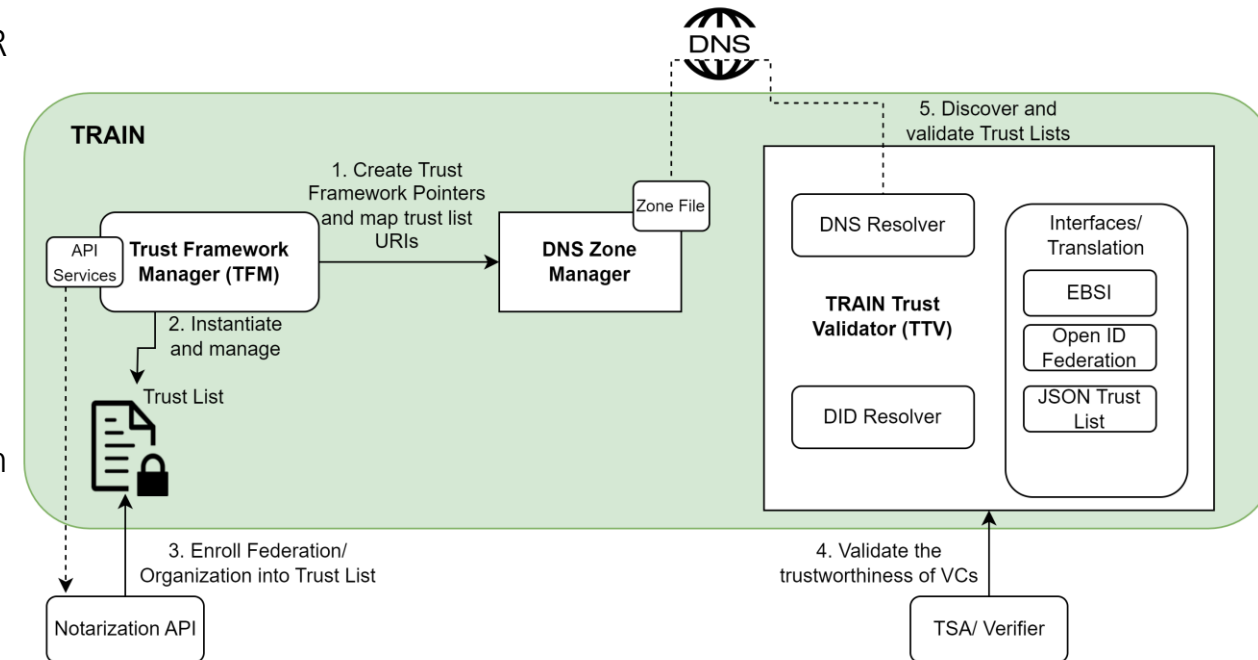 R
DNS
TRAIN
5. Discover and
validate Trust Lists
1. Create Trust
Framework Pointers
and map trust list
URIs
Zone File
API
Services
Trust Framework
Manager (TFM)
DNS Zone
Manager
DNS Resolver
Interfaces/
Translation
EBSI
Open ID
Federation
JSON Trust
List
TRAIN Trust
Validator (TTV)
DID Resolver
2. Instantiate
and manage
Trust List
n
3. Enroll Federation/
Organization into Trust List
4. Validate the
trustworthiness of VCs
Notarization API
TSA/ Verifier